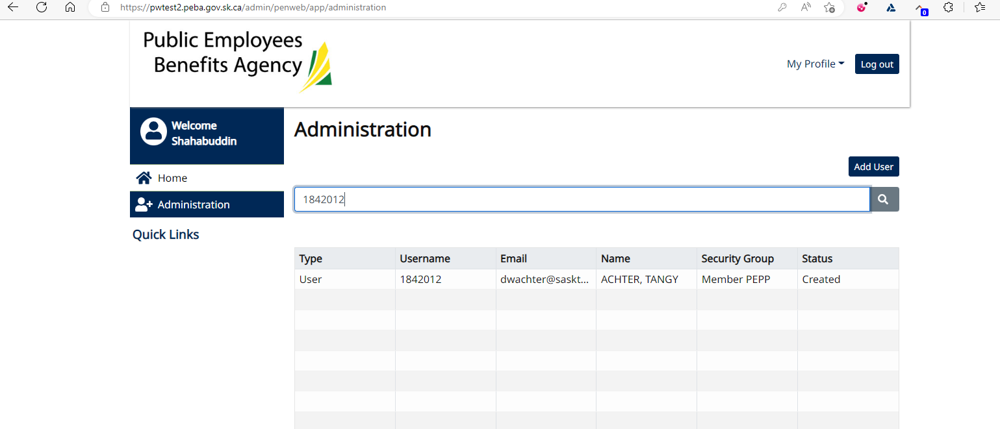 https://pwtest2.peba.gov.sk.ca/admin/penweb/app/administration
A
0
Public Employees
Benefits Agency
My Profile
Log out
Welcome
Shahabuddin
Administration
Add User
Home
1842012
Administration
Quick Links
Type Username Email Name Security Group Status
User 1842012 dwachter@saskt... ACHTER, TANGY Member PEPP Created